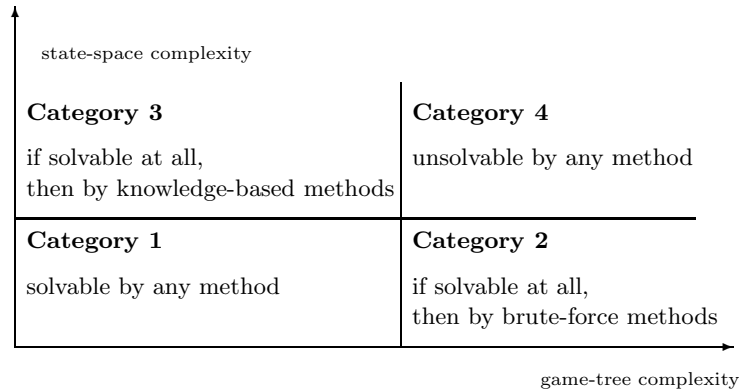 state-space complexity
Category 3
if solvable at all,
then by knowledge-based methods
Category 4
unsolvable by any method
Category 1
solvable by any method
Category 2
if solvable at all,
then by brute-force methods
game-tree complexity